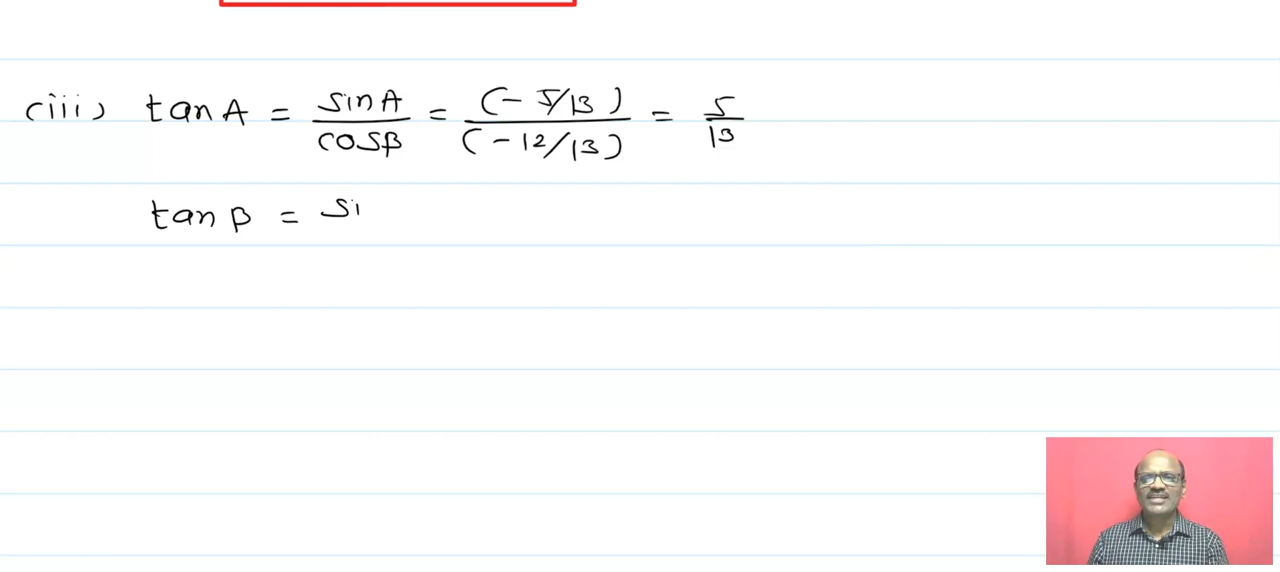 (iii) tan A = sin A / cos β = (- 5/13) / (- 12/13) = 5/13
tan β = si